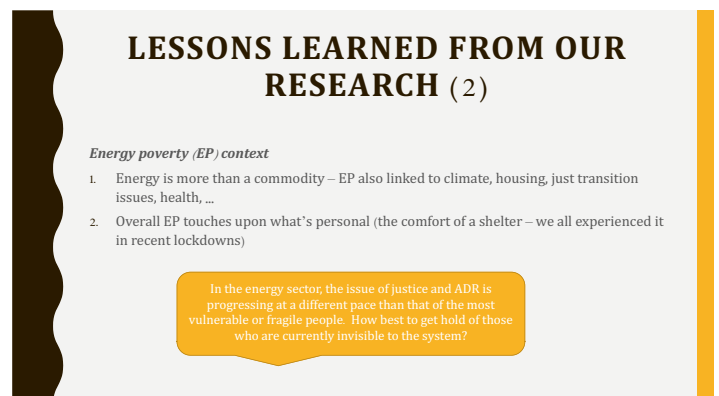 LESSONS LEARNED FROM OUR
RESEARCH (2)
Energy poverty (EP) context
1. Energy is more than a commodity – EP also linked to climate, housing, just transition
issues, health, ...
2. Overall EP touches upon what's personal (the comfort of a shelter – we all experienced it
in recent lockdowns)
In the energy sector, the issue of justice and ADR is
progressing at a different pace than that of the most
vulnerable or fragile people. How best to get hold of those
who are currently invisible to the system?